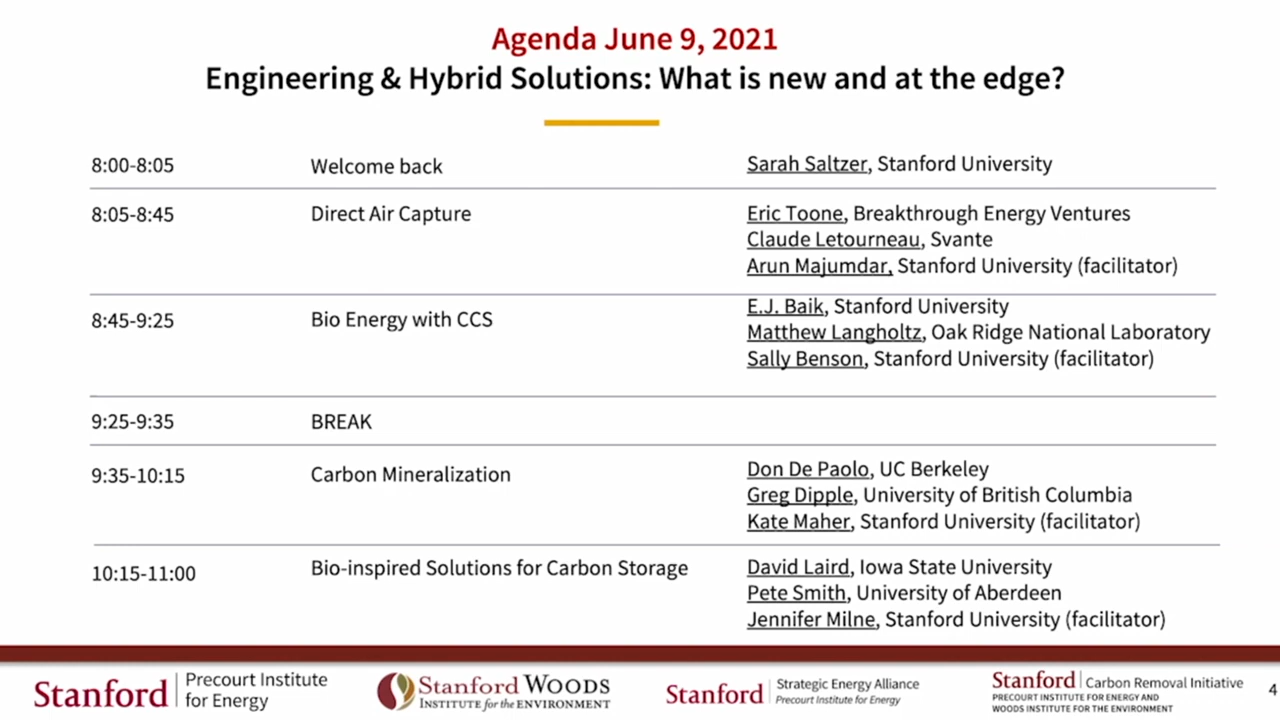 Agenda June 9, 2021
Engineering & Hybrid Solutions: What is new and at the edge?
8:00-8:05 Welcome back Sarah Saltzer, Stanford University
8:05-8:45 Direct Air Capture Eric Toone, Breakthrough Energy Ventures
Claude Letourneau, Svante
Arun Majumdar, Stanford University (facilitator)
8:45-9:25 Bio Energy with CCS E.J. Baik, Stanford University
Matthew Langholtz, Oak Ridge National Laboratory
Sally Benson, Stanford University (facilitator)
9:25-9:35 BREAK
9:35-10:15 Carbon Mineralization Don De Paolo, UC Berkeley
Greg Dipple, University of British Columbia
Kate Maher, Stanford University (facilitator)
10:15-11:00 Bio-inspired Solutions for Carbon Storage David Laird, Iowa State University
Pete Smith, University of Aberdeen
Jennifer Milne, Stanford University (facilitator)
Stanford Precourt Institute
for Energy
Stanford WOODS
INSTITUTE for the ENVIRONMENT
Stanford Strategic Energy Alliance
Precourt Institute for Energy
Stanford Carbon Removal Initiative
PRECOURT INSTITUTE FOR ENERGY AND
WOODS INSTITUTE FOR THE ENVIRONMENT
4